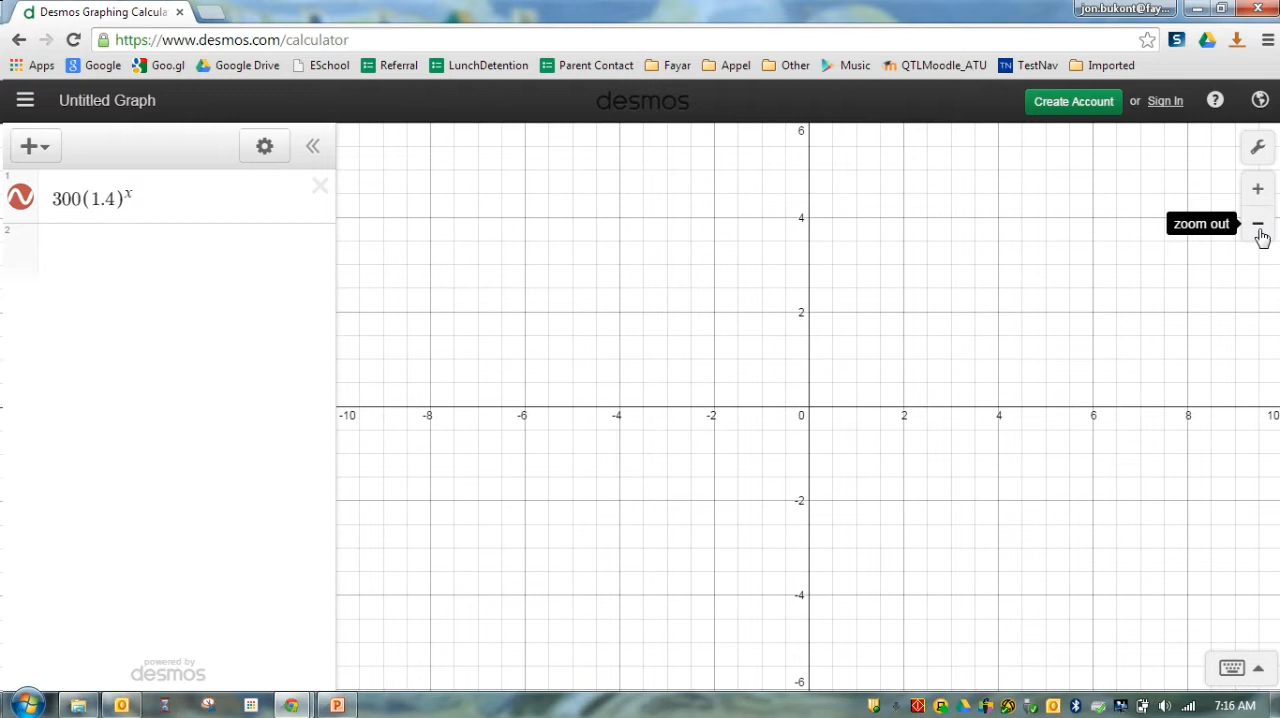 Desmos Graphing Calcula ×
jon.bukont@fay...
https://www.desmos.com/calculator
Apps Google Goo.gl Google Drive ESchool Referral LunchDetention Parent Contact Fayar Appel Other Music QTLMoodle_ATU TN TestNav Imported
Untitled Graph desmos Create Account or Sign In ?
1
300(1.4)^x
2
zoom out
6
4
2
-10 -8 -6 -4 -2 0 2 4 6 8 10
-2
-4
-6
powered by
desmos
7:16 AM